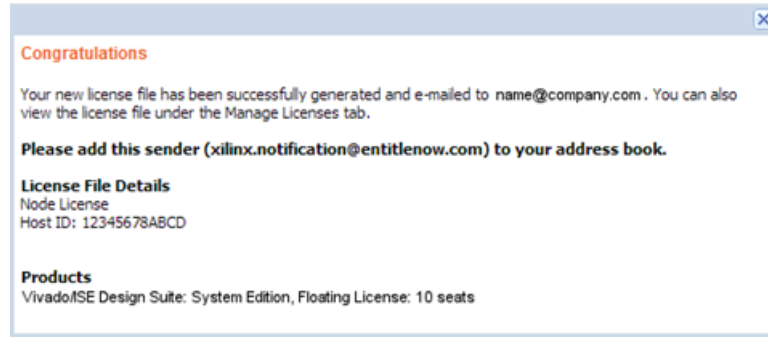 Congratulations
Your new license file has been successfully generated and e-mailed to name@company.com . You can also
view the license file under the Manage Licenses tab.
Please add this sender (xilinx.notification@entitlenow.com) to your address book.
License File Details
Node License
Host ID: 12345678ABCD
Products
Vivado/ISE Design Suite: System Edition, Floating License: 10 seats